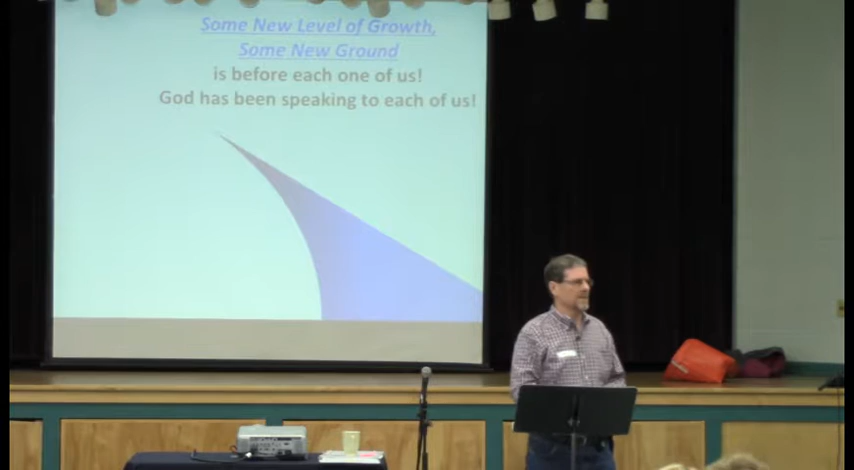 Some New Level of Growth,
Some New Ground
is before each one of us!
God has been speaking to each of us!